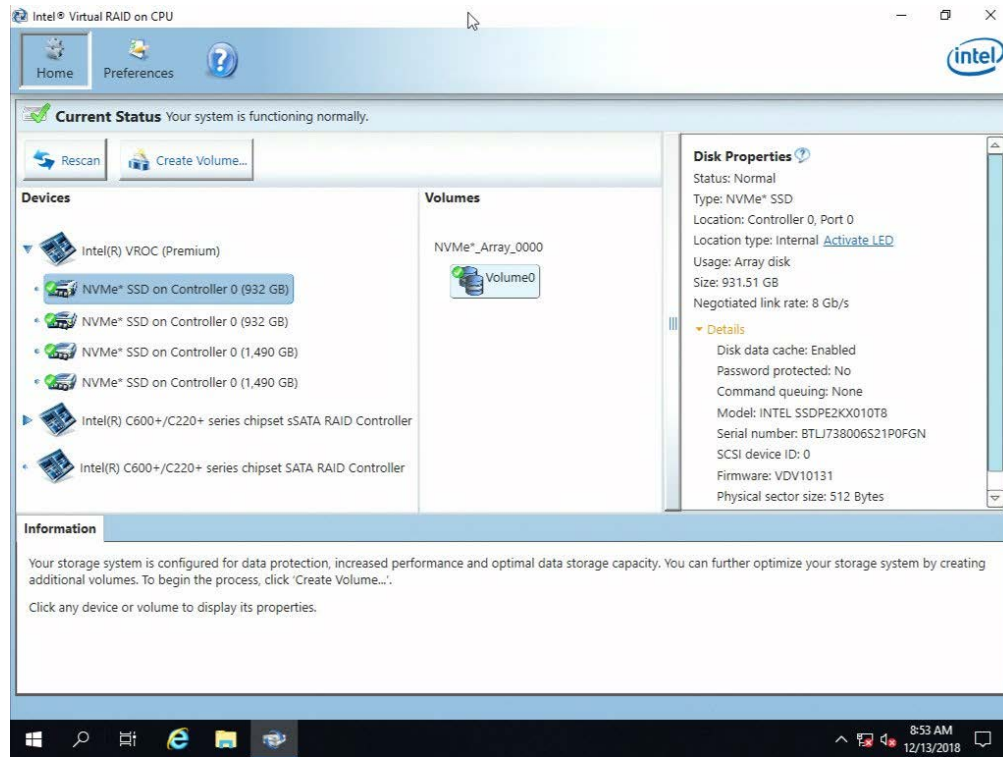 Intel® Virtual RAID on CPU
Home
Preferences
?
intel
Current Status Your system is functioning normally.
Rescan
Create Volume...
Devices
Intel(R) VROC (Premium)
NVMe* SSD on Controller 0 (932 GB)
NVMe* SSD on Controller 0 (932 GB)
NVMe* SSD on Controller 0 (1,490 GB)
NVMe* SSD on Controller 0 (1,490 GB)
Intel(R) C600+/C220+ series chipset sSATA RAID Controller
Intel(R) C600+/C220+ series chipset SATA RAID Controller
Volumes
NVMe*_Array_0000
Volume0
Disk Properties ?
Status: Normal
Type: NVMe* SSD
Location: Controller 0, Port 0
Location type: Internal Activate LED
Usage: Array disk
Size: 931.51 GB
Negotiated link rate: 8 Gb/s
Details
Disk data cache: Enabled
Password protected: No
Command queuing: None
Model: INTEL SSDPE2KX010T8
Serial number: BTLJ738006S21P0FGN
SCSI device ID: 0
Firmware: VDV10131
Physical sector size: 512 Bytes
Information
Your storage system is configured for data protection, increased performance and optimal data storage capacity. You can further optimize your storage system by creating
additional volumes. To begin the process, click 'Create Volume...'.
Click any device or volume to display its properties.
8:53 AM
12/13/2018